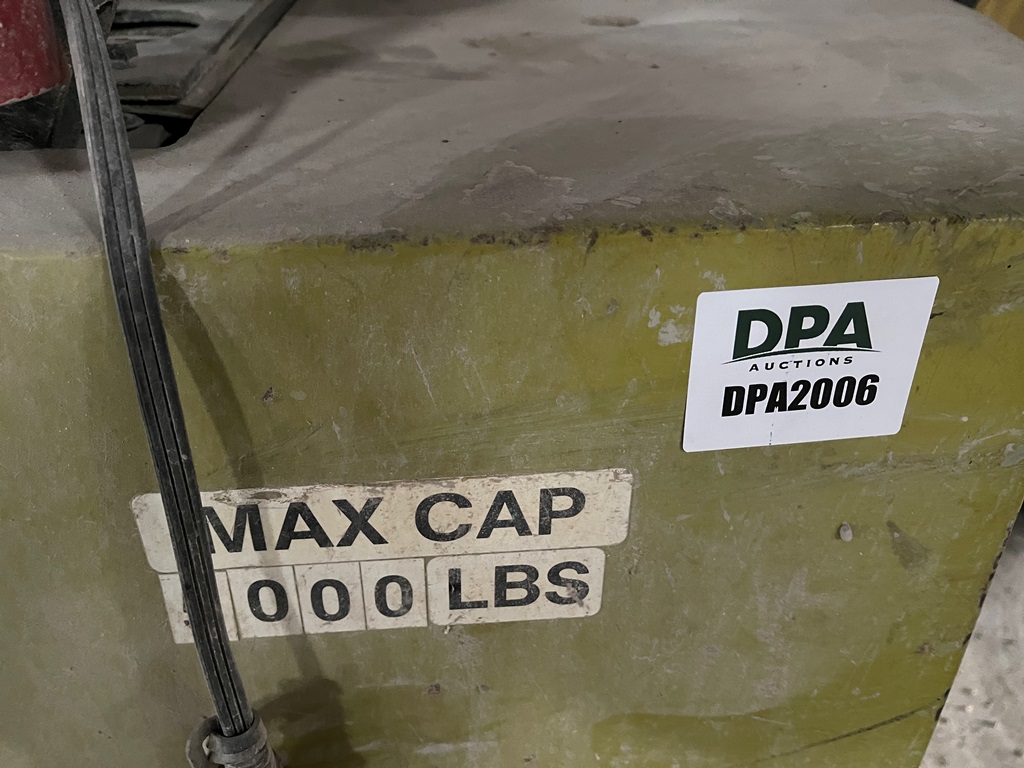 DPA
AUCTIONS
DPA2006
MAX CAP
000 LBS